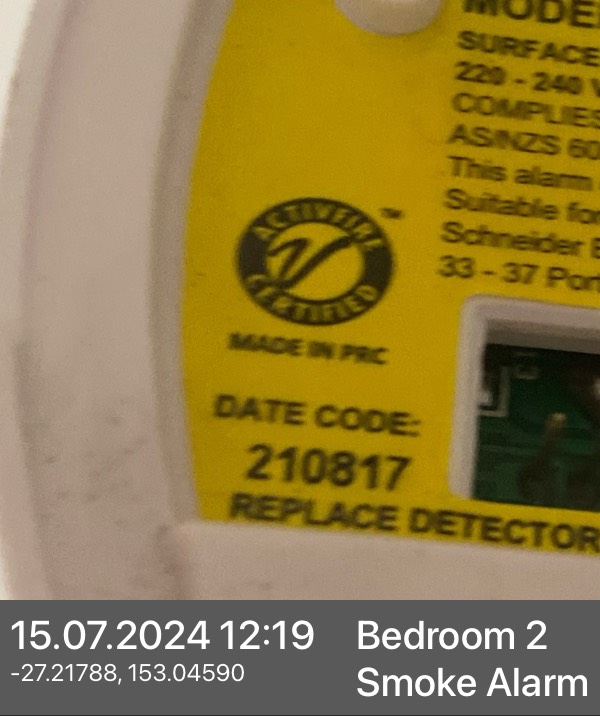 MODE
SURFACE
220 - 240 V
COMPLIES
AS/NZS 60
This alarm
Suitable for
Schneider E
33 - 37 Port
ACTIVFIRE
TM
CERTIFIED
MADE IN PRC
DATE CODE:
210817
REPLACE DETECTOR
15.07.2024 12:19
-27.21788, 153.04590
Bedroom 2
Smoke Alarm